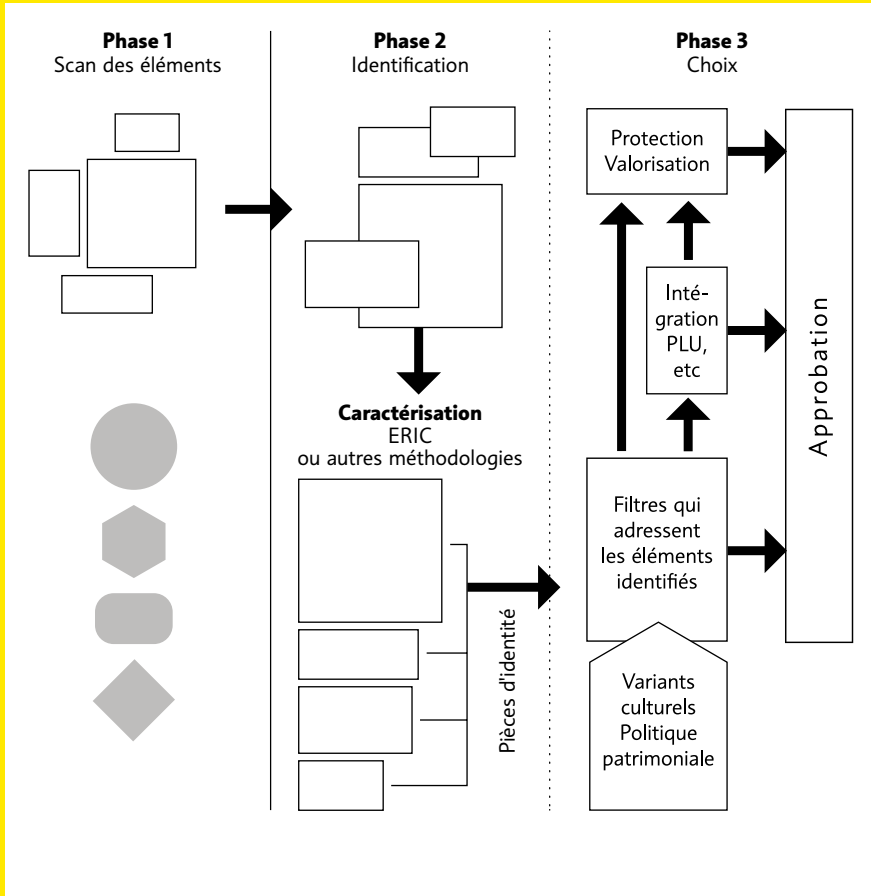 Phase 1
Scan des éléments
Phase 2
Identification
Caractérisation
ERIC
ou autres méthodologies
Pièces d'identité
Phase 3
Choix
Protection
Valorisation
Inté-
gration
PLU,
etc
Filtres qui
adressent
les éléments
identifiés
Variants
culturels
Politique
patrimoniale
Approbation